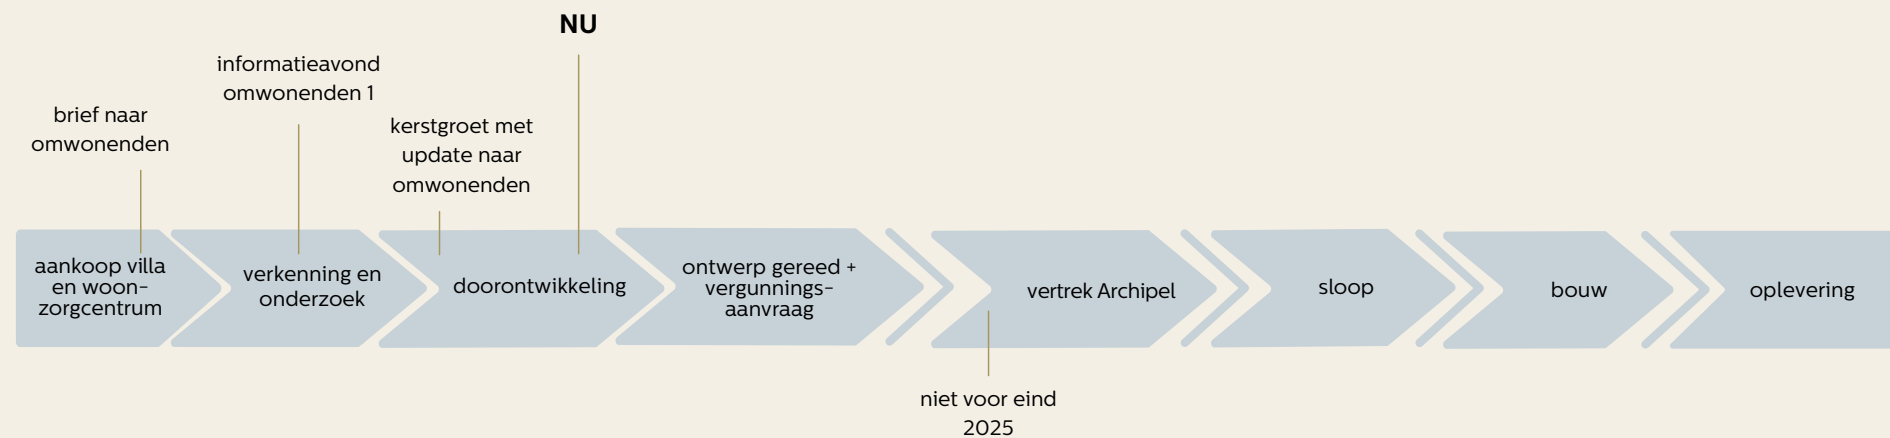 NU
informatieavond
omwonenden 1
brief naar
omwonenden
kerstgroet met
update naar
omwonenden
aankoop villa
en woon-
zorgcentrum
verkenning en
onderzoek
doorontwikkeling
ontwerp gereed +
vergunnings-
aanvraag
vertrek Archipel
sloop
bouw
oplevering
niet voor eind
2025